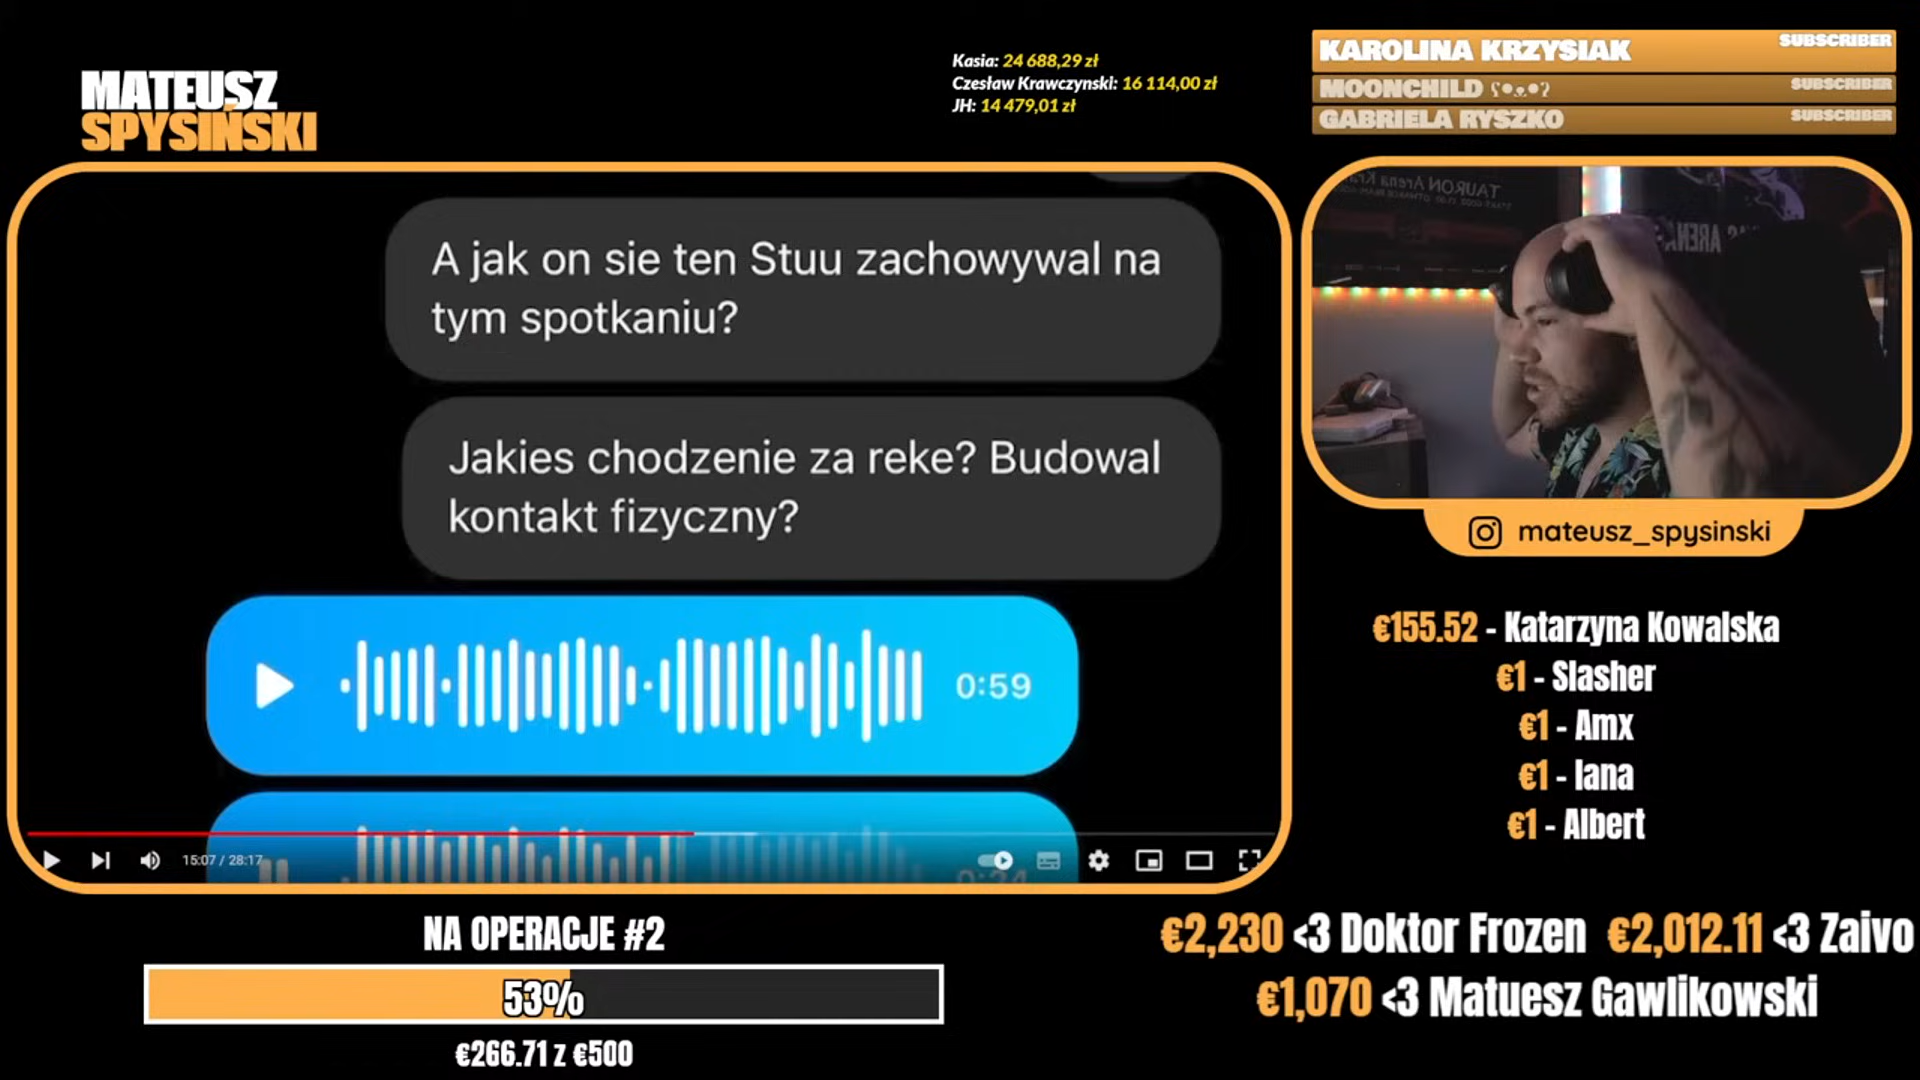 MATEUSZ
SPYSIŃSKI
Kasia: 24 688,29 zł
Czesław Krawczynski: 16 114,00 zł
JH: 14 479,01 zł
KAROLINA KRZYSIAK SUBSCRIBER
MOONCHILD ʕ•ᴥ•ʔ SUBSCRIBER
GABRIELA RYSZKO SUBSCRIBER
TAURON Arena
A jak on sie ten Stuu zachowywal na
tym spotkaniu?
Jakies chodzenie za reke? Budowal
kontakt fizyczny?
0:59
0:24
15:07 / 28:17
mateusz_spysinski
€155.52 - Katarzyna Kowalska
€1 - Slasher
€1 - Amx
€1 - Iana
€1 - Albert
NA OPERACJE #2
53%
€266.71 z €500
€2,230 <3 Doktor Frozen €2,012.11 <3 Zaivo
€1,070 <3 Matuesz Gawlikowski